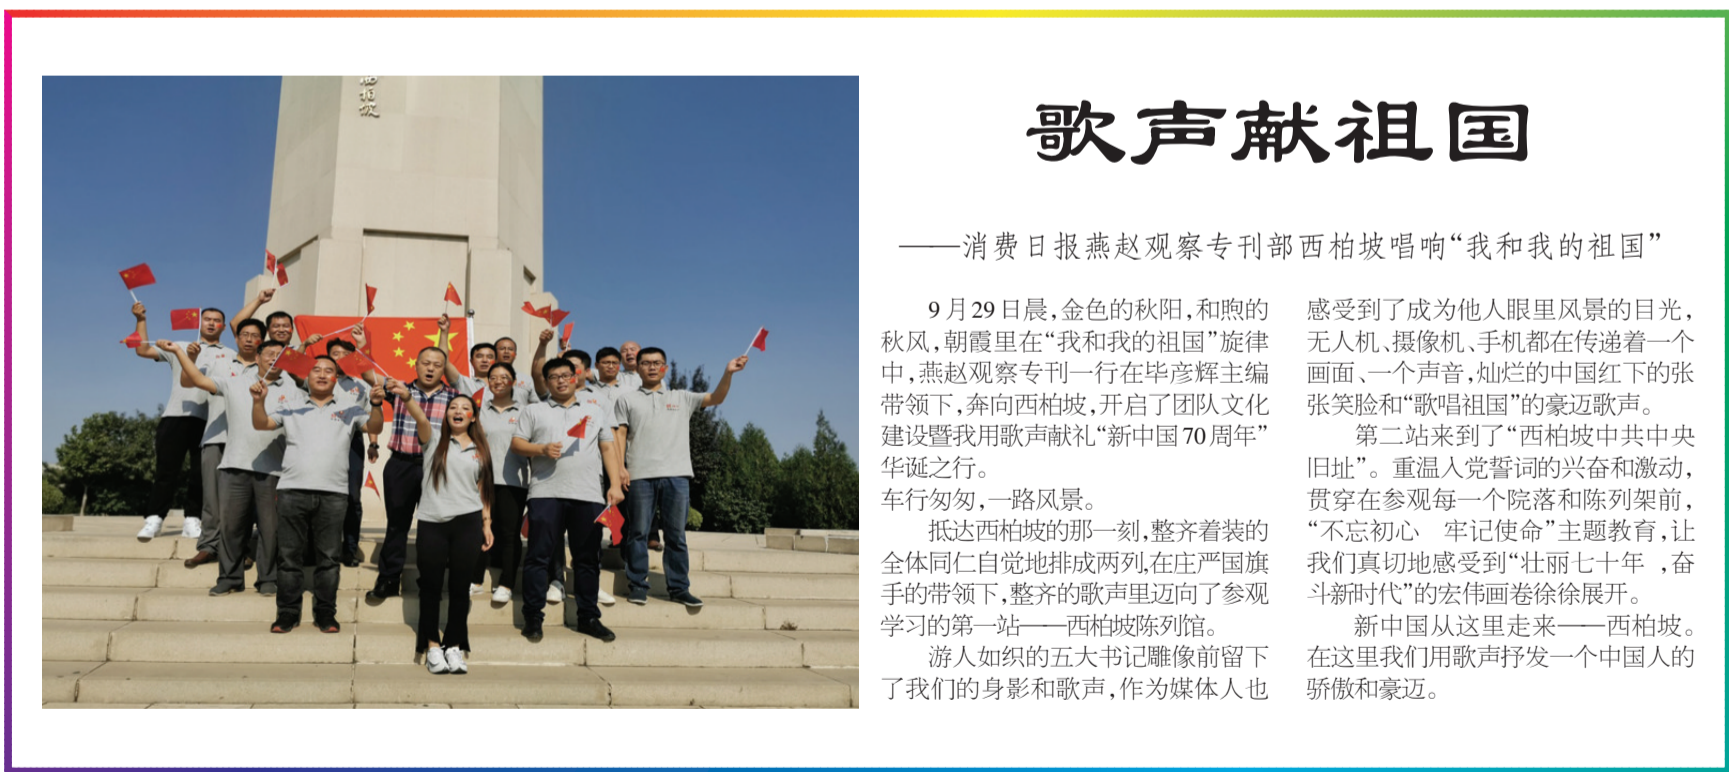 西柏坡
歌声献祖国
——消费日报燕赵观察专刊部西柏坡唱响“我和我的祖国”
9月29日晨，金色的秋阳，和煦的
秋风，朝霞里在“我和我的祖国”旋律
中，燕赵观察专刊一行在毕彦辉主编
带领下，奔向西柏坡，开启了团队文化
建设暨我用歌声献礼“新中国70周年”
华诞之行。
车行匆匆，一路风景。
抵达西柏坡的那一刻，整齐着装的
全体同仁自觉地排成两列，在庄严国旗
手的带领下，整齐的歌声里迈向了参观
学习的第一站——西柏坡陈列馆。
游人如织的五大书记雕像前留下
了我们的身影和歌声，作为媒体人也
感受到了成为他人眼里风景的目光，
无人机、摄像机、手机都在传递着一个
画面、一个声音，灿烂的中国红下的张
张笑脸和“歌唱祖国”的豪迈歌声。
第二站来到了“西柏坡中共中央
旧址”。重温入党誓词的兴奋和激动，
贯穿在参观每一个院落和陈列架前，
“不忘初心　牢记使命”主题教育，让
我们真切地感受到“壮丽七十年 ，奋
斗新时代”的宏伟画卷徐徐展开。
新中国从这里走来——西柏坡。
在这里我们用歌声抒发一个中国人的
骄傲和豪迈。